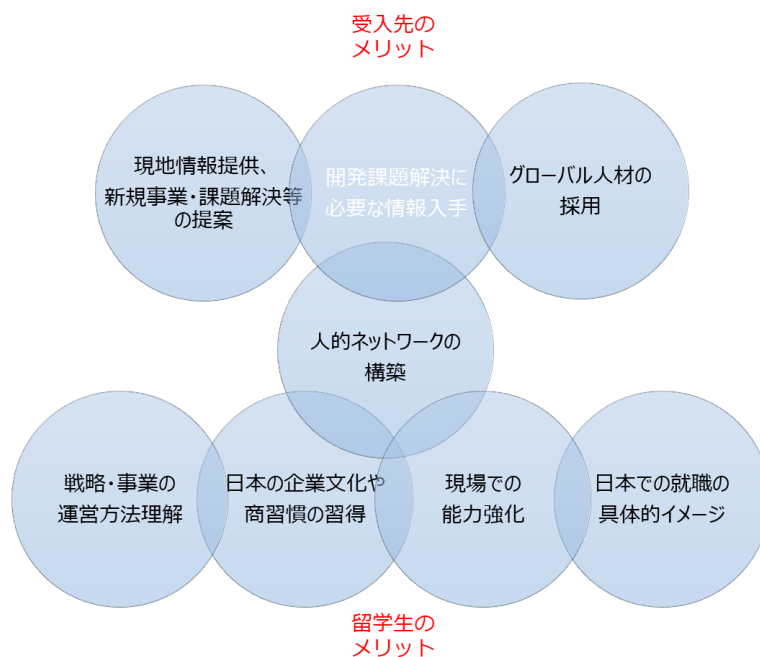 受入先の
メリット
現地情報提供、
新規事業・課題解決等
の提案
開発課題解決に
必要な情報入手
グローバル人材の
採用
人的ネットワークの
構築
戦略・事業の
運営方法理解
日本の企業文化や
商習慣の習得
現場での
能力強化
日本での就職の
具体的イメージ
留学生の
メリット